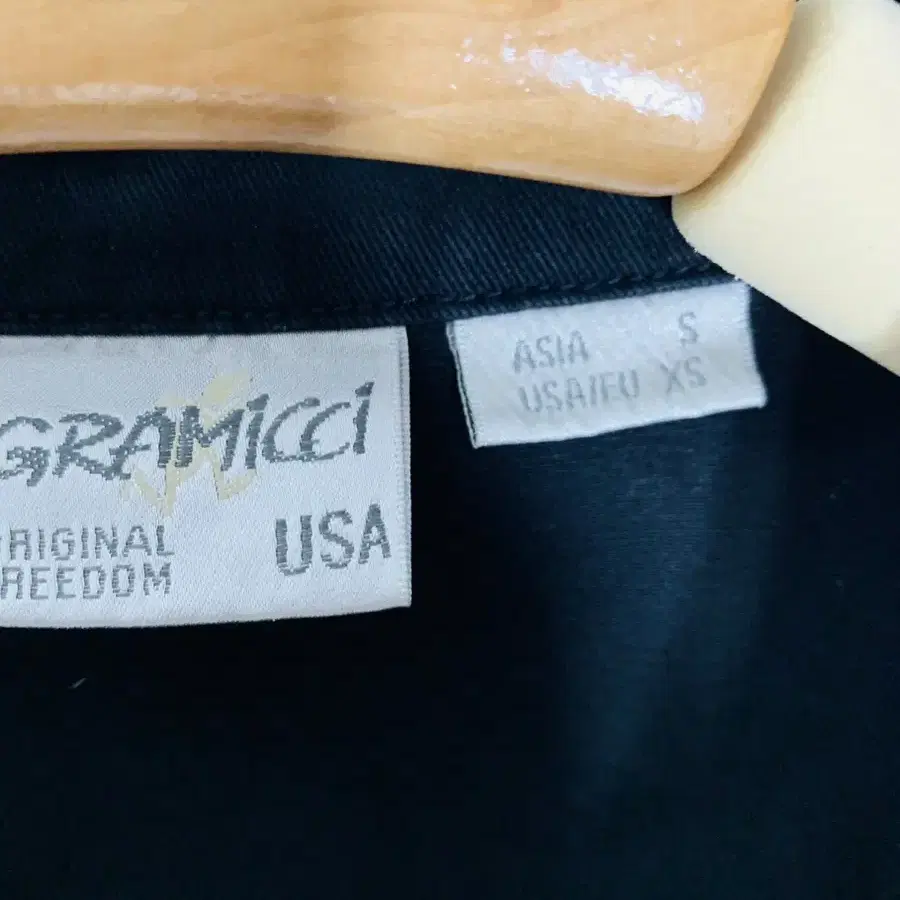 GRAMiCCi
RIGINAL
REEDOM
USA
ASIA S
USA/EU XS